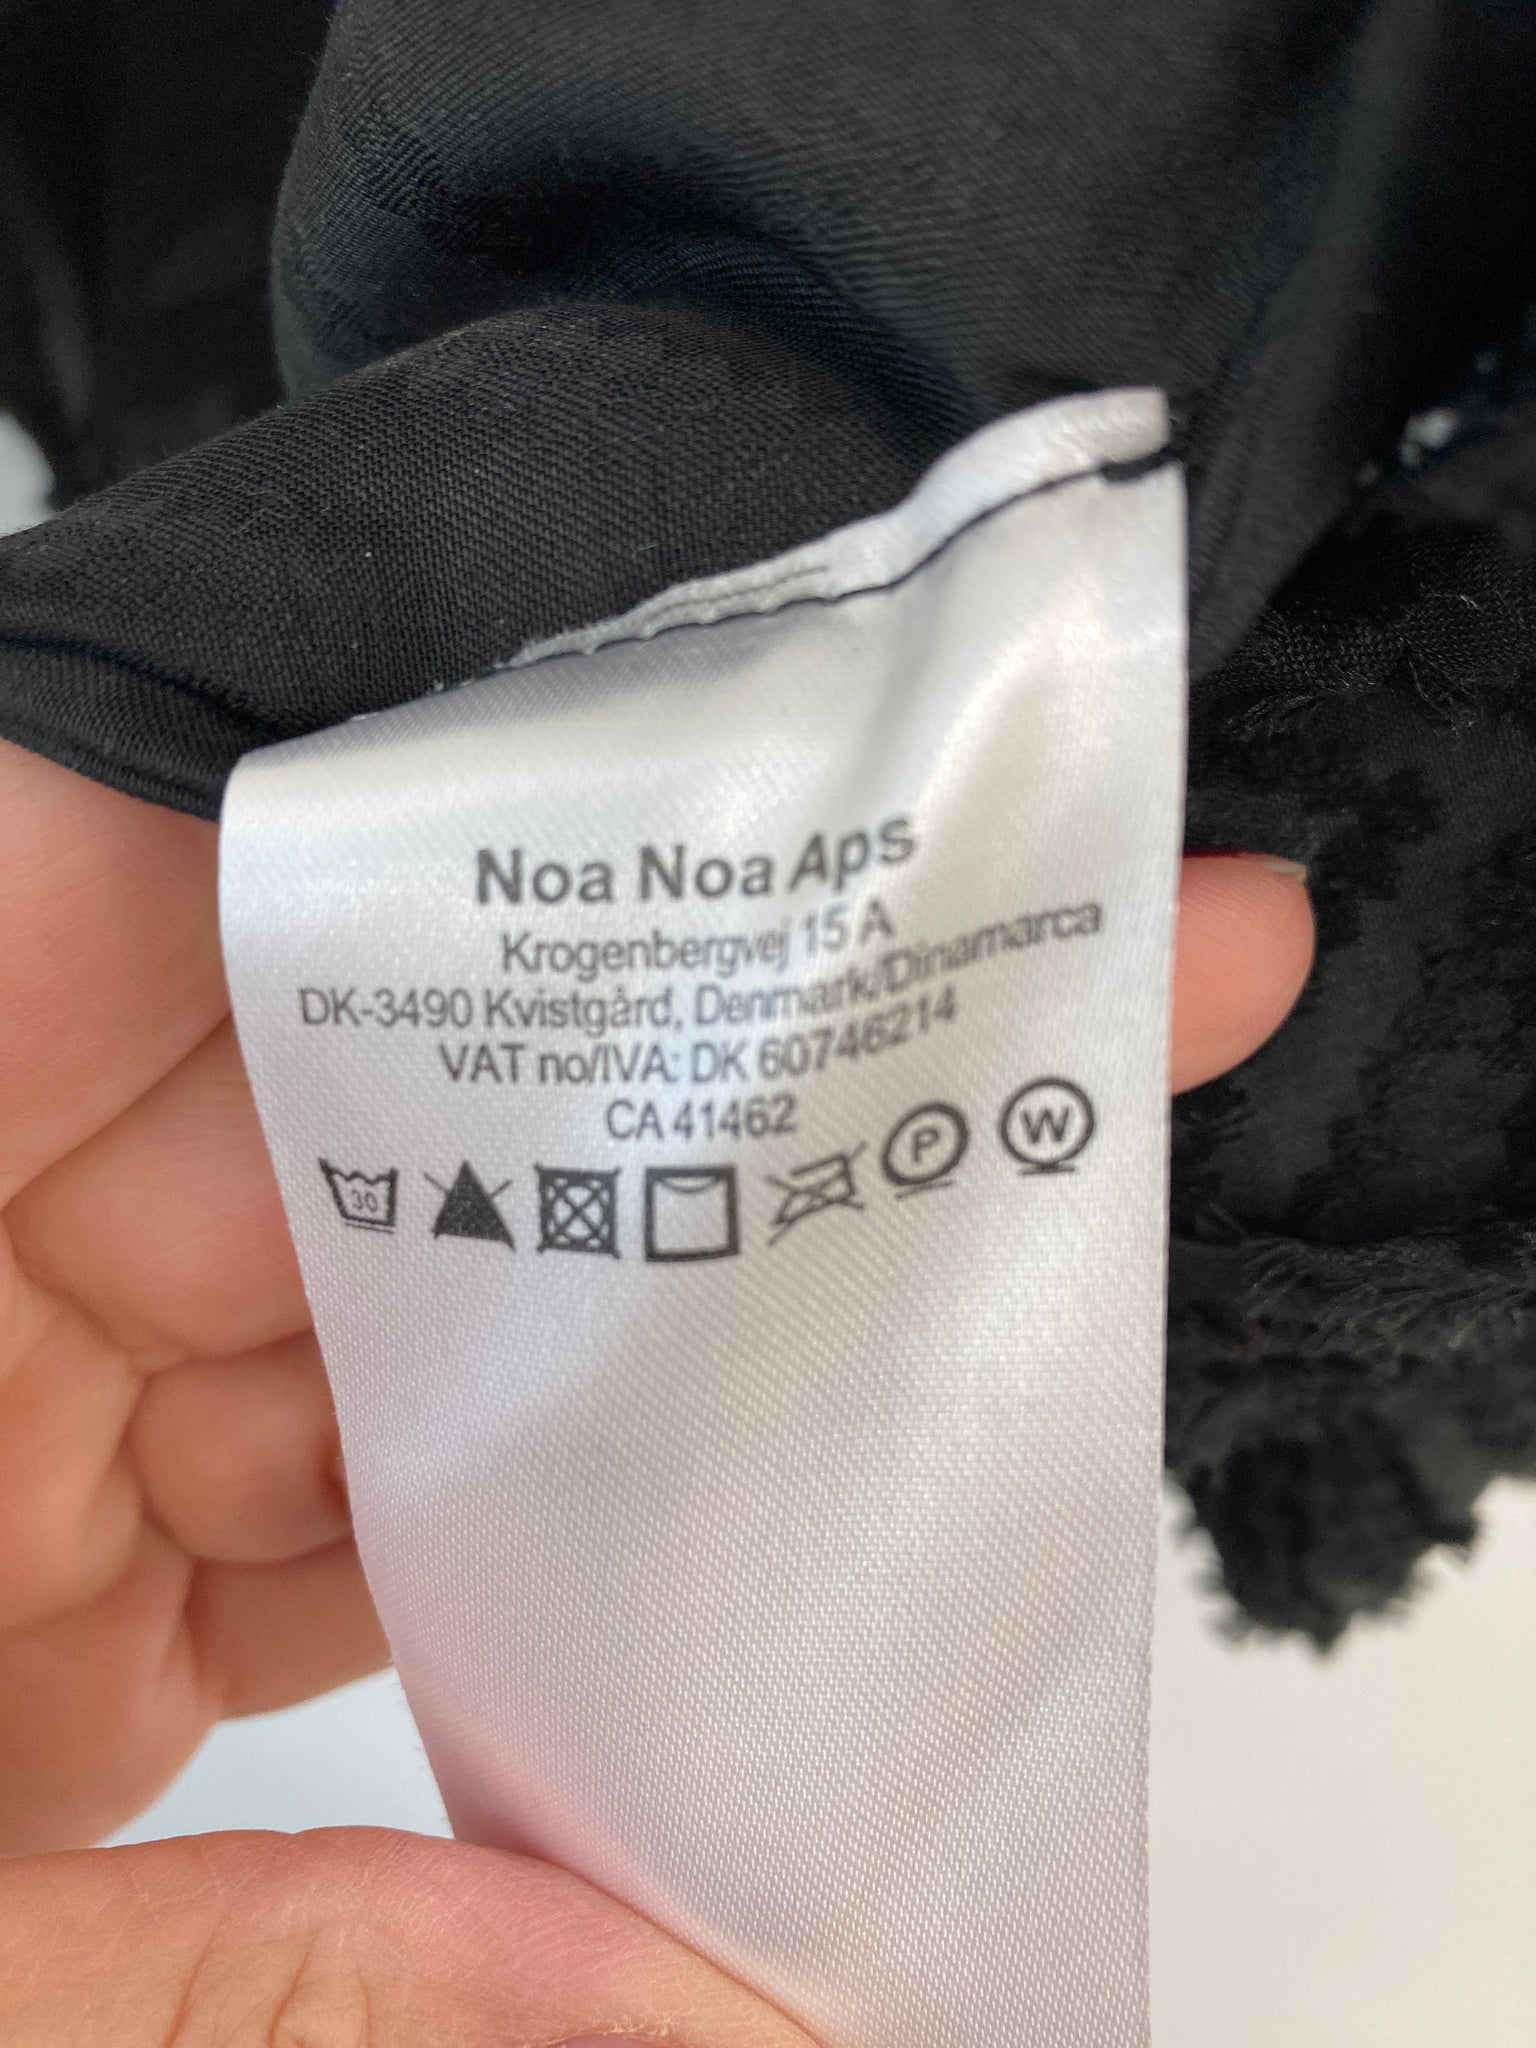 Noa Noa Aps
Krogenbergvej 15 A
DK-3490 Kvistgård, Denmark/Dinamarca
VAT no/IVA: DK 60746214
CA 41462
30
P
W